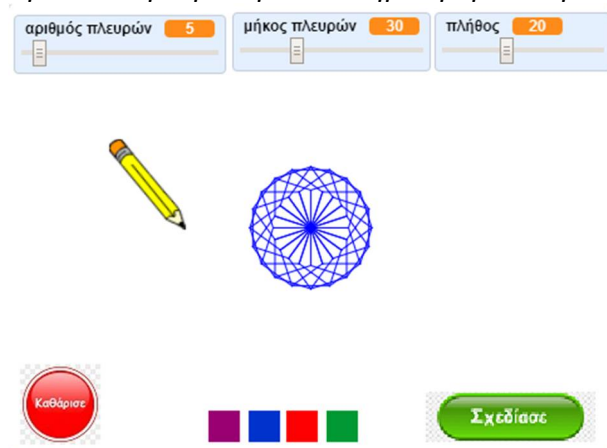 αριθμός πλευρών 5
μήκος πλευρών 30
πλήθος 20
Καθάρισε
Σχεδίασε